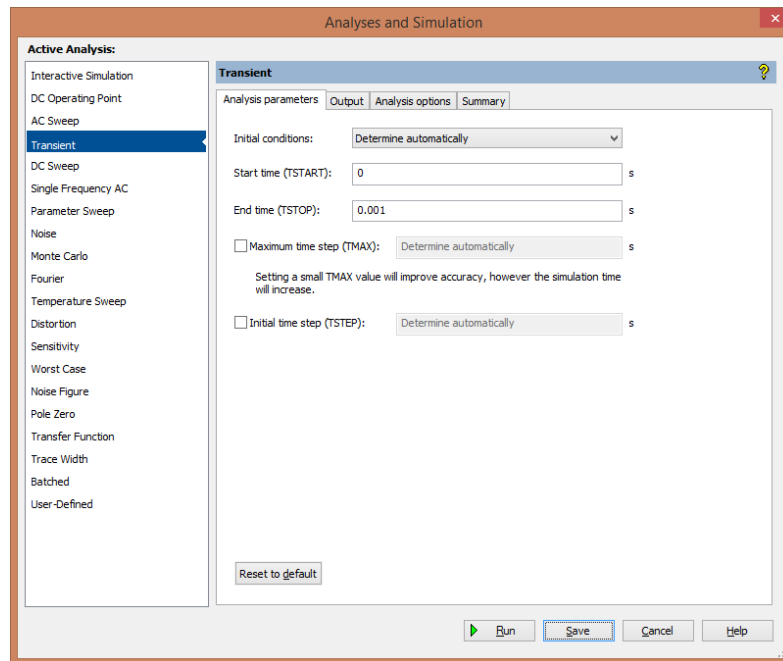 Analyses and Simulation
Active Analysis:
Interactive Simulation
DC Operating Point
AC Sweep
Transient
DC Sweep
Single Frequency AC
Parameter Sweep
Noise
Monte Carlo
Fourier
Temperature Sweep
Distortion
Sensitivity
Worst Case
Noise Figure
Pole Zero
Transfer Function
Trace Width
Batched
User-Defined
Transient
Analysis parameters Output Analysis options Summary
Initial conditions: Determine automatically
Start time (TSTART): 0 s
End time (TSTOP): 0.001 s
Maximum time step (TMAX): Determine automatically s
Setting a small TMAX value will improve accuracy, however the simulation time
will increase.
Initial time step (TSTEP): Determine automatically s
Reset to default
Run Save Cancel Help